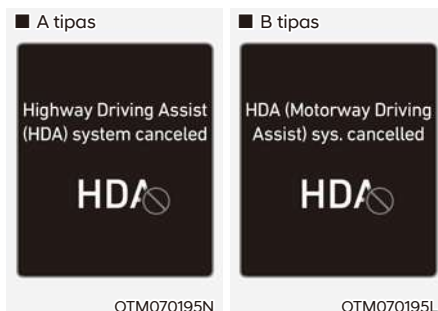 ■ A tipas
Highway Driving Assist
(HDA) system canceled
HDA
OTM070195N
■ B tipas
HDA (Motorway Driving
Assist) sys. cancelled
HDA
OTM070195L